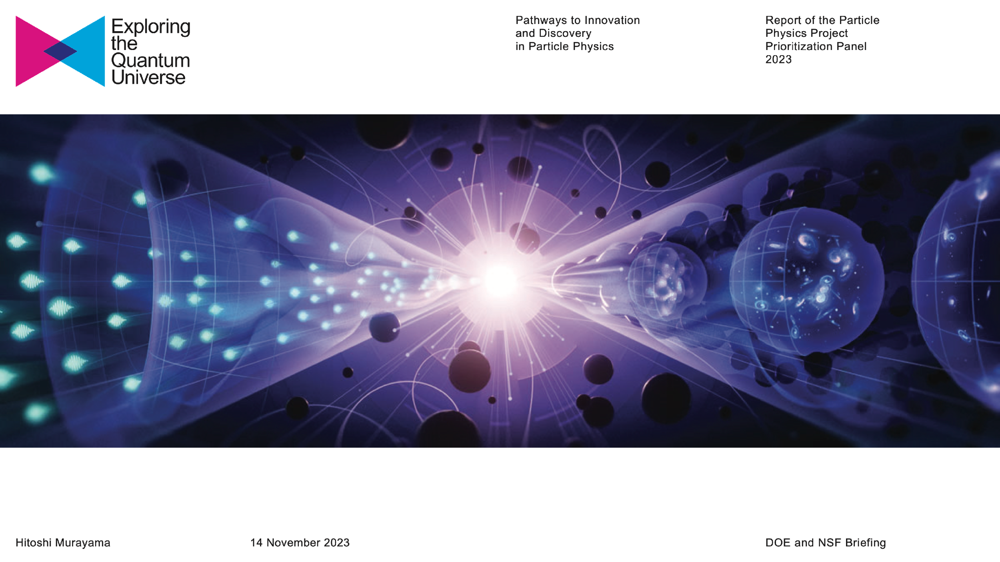 Exploring
the
Quantum
Universe
Pathways to Innovation
and Discovery
in Particle Physics
Report of the Particle
Physics Project
Prioritization Panel
2023
Hitoshi Murayama
14 November 2023
DOE and NSF Briefing